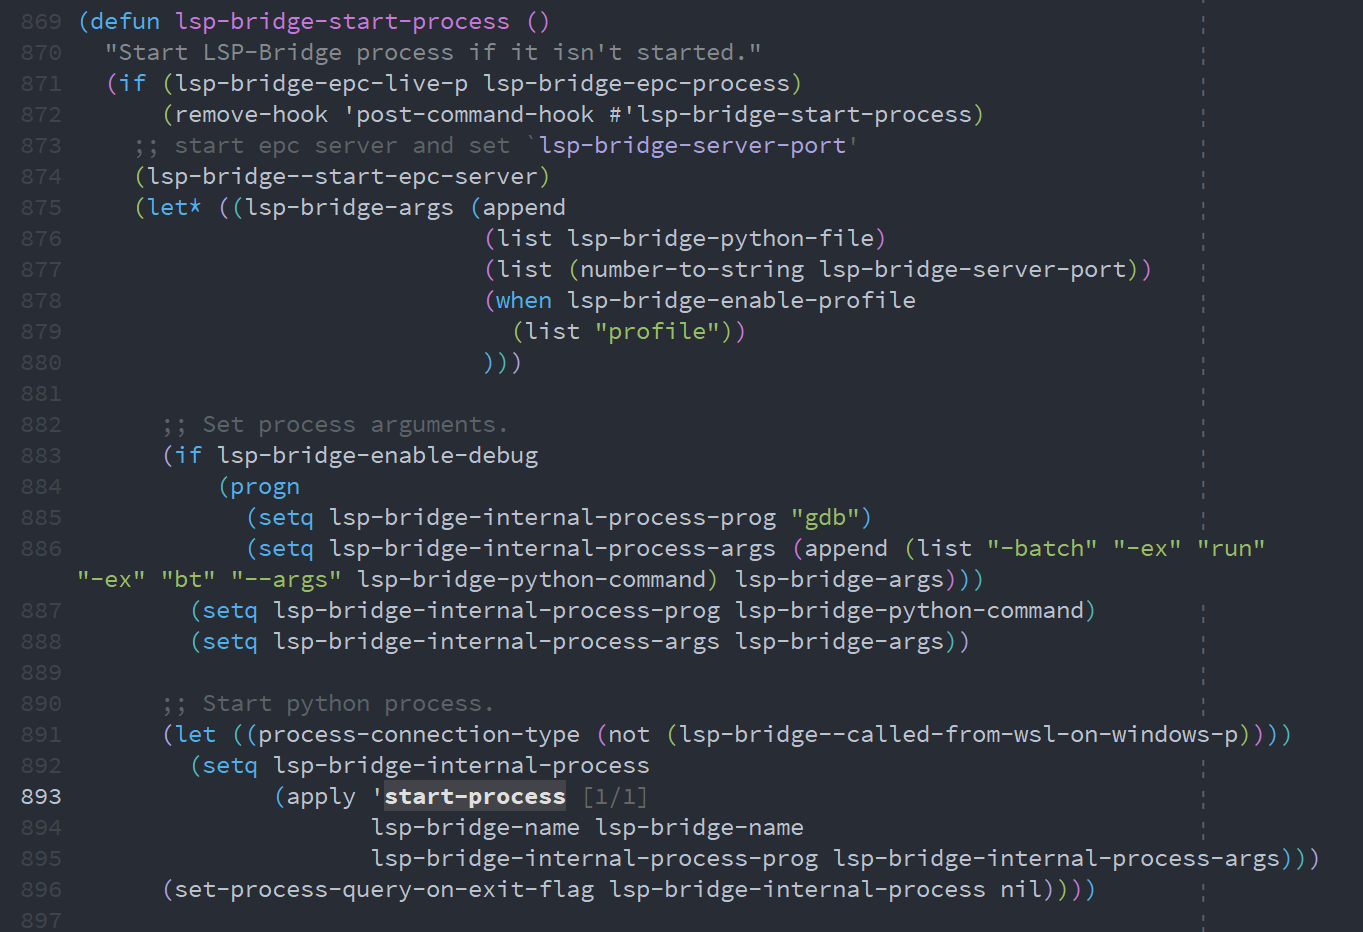 869 (defun lsp-bridge-start-process ()
870   "Start LSP-Bridge process if it isn't started."
871   (if (lsp-bridge-epc-live-p lsp-bridge-epc-process)
872       (remove-hook 'post-command-hook #'lsp-bridge-start-process)
873     ;; start epc server and set `lsp-bridge-server-port'
874     (lsp-bridge--start-epc-server)
875     (let* ((lsp-bridge-args (append
876                              (list lsp-bridge-python-file)
877                              (list (number-to-string lsp-bridge-server-port))
878                              (when lsp-bridge-enable-profile
879                                (list "profile"))
880                              )))
881
882       ;; Set process arguments.
883       (if lsp-bridge-enable-debug
884           (progn
885             (setq lsp-bridge-internal-process-prog "gdb")
886             (setq lsp-bridge-internal-process-args (append (list "-batch" "-ex" "run"
"-ex" "bt" "--args" lsp-bridge-python-command) lsp-bridge-args)))
887         (setq lsp-bridge-internal-process-prog lsp-bridge-python-command)
888         (setq lsp-bridge-internal-process-args lsp-bridge-args))
889
890       ;; Start python process.
891       (let ((process-connection-type (not (lsp-bridge--called-from-wsl-on-windows-p))))
892         (setq lsp-bridge-internal-process
893               (apply 'start-process [1/1]
894                      lsp-bridge-name lsp-bridge-name
895                      lsp-bridge-internal-process-prog lsp-bridge-internal-process-args)))
896       (set-process-query-on-exit-flag lsp-bridge-internal-process nil))))
897